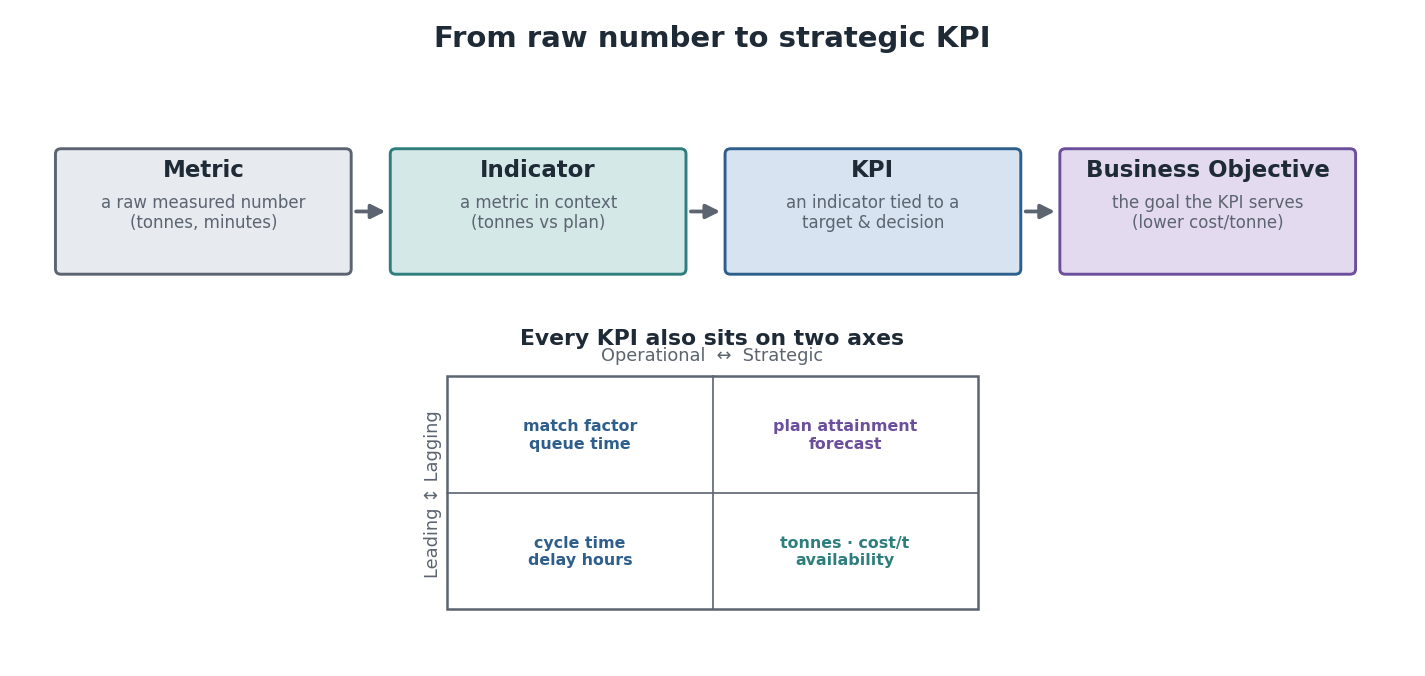 From raw number to strategic KPI
Metric
a raw measured number
(tonnes, minutes)
Indicator
a metric in context
(tonnes vs plan)
KPI
an indicator tied to a
target & decision
Business Objective
the goal the KPI serves
(lower cost/tonne)
Every KPI also sits on two axes
Operational ↔ Strategic
Leading ↔ Lagging
match factor
queue time
plan attainment
forecast
cycle time
delay hours
tonnes · cost/t
availability